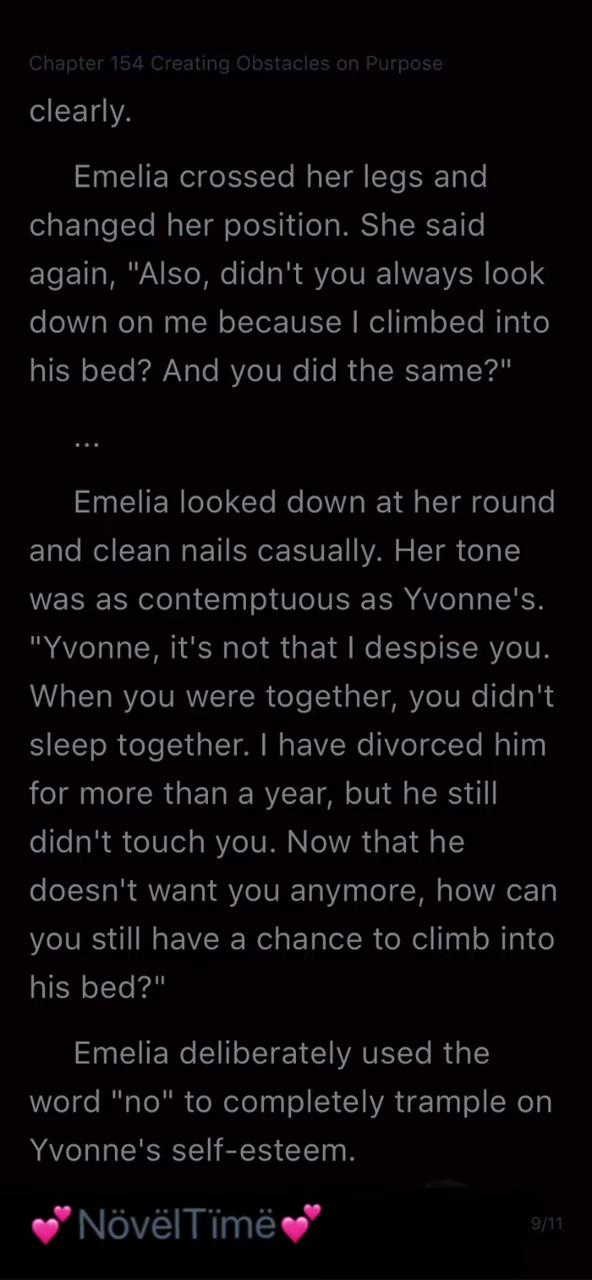 Chapter 154 Creating Obstacles on Purpose
clearly.
Emelia crossed her legs and
changed her position. She said
again, "Also, didn't you always look
down on me because I climbed into
his bed? And you did the same?"
...
Emelia looked down at her round
and clean nails casually. Her tone
was as contemptuous as Yvonne's.
"Yvonne, it's not that I despise you.
When you were together, you didn't
sleep together. I have divorced him
for more than a year, but he still
didn't touch you. Now that he
doesn't want you anymore, how can
you still have a chance to climb into
his bed?"
Emelia deliberately used the
word "no" to completely trample on
Yvonne's self-esteem.
💕NövëlTïmë💕
9/11